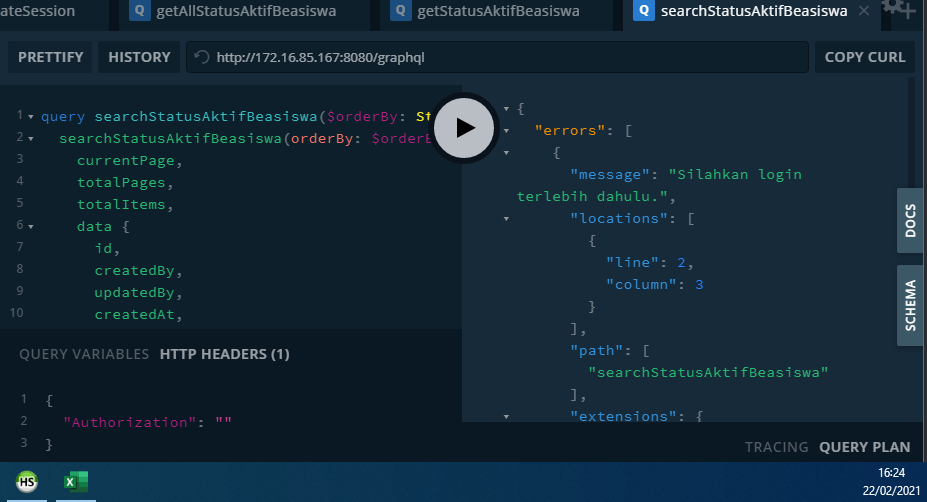 ateSession
Q getAllStatusAktifBeasiswa
Q getStatusAktifBeasiswa
Q searchStatusAktifBeasiswa
PRETTIFY
HISTORY
http://172.16.85.167:8080/graphql
COPY CURL
1 query searchStatusAktifBeasiswa($orderBy: St
2 searchStatusAktifBeasiswa(orderBy: $orderB
3 currentPage,
4 totalPages,
5 totalItems,
6 data {
7 id,
8 createdBy,
9 updatedBy,
10 createdAt,
{
"errors": [
{
"message": "Silahkan login
terlebih dahulu.",
"locations": [
{
"line": 2,
"column": 3
}
],
"path": [
"searchStatusAktifBeasiswa"
],
"extensions": {
DOCS
SCHEMA
QUERY VARIABLES HTTP HEADERS (1)
1 {
2 "Authorization": ""
3 }
TRACING QUERY PLAN
HS
X
16:24
22/02/2021